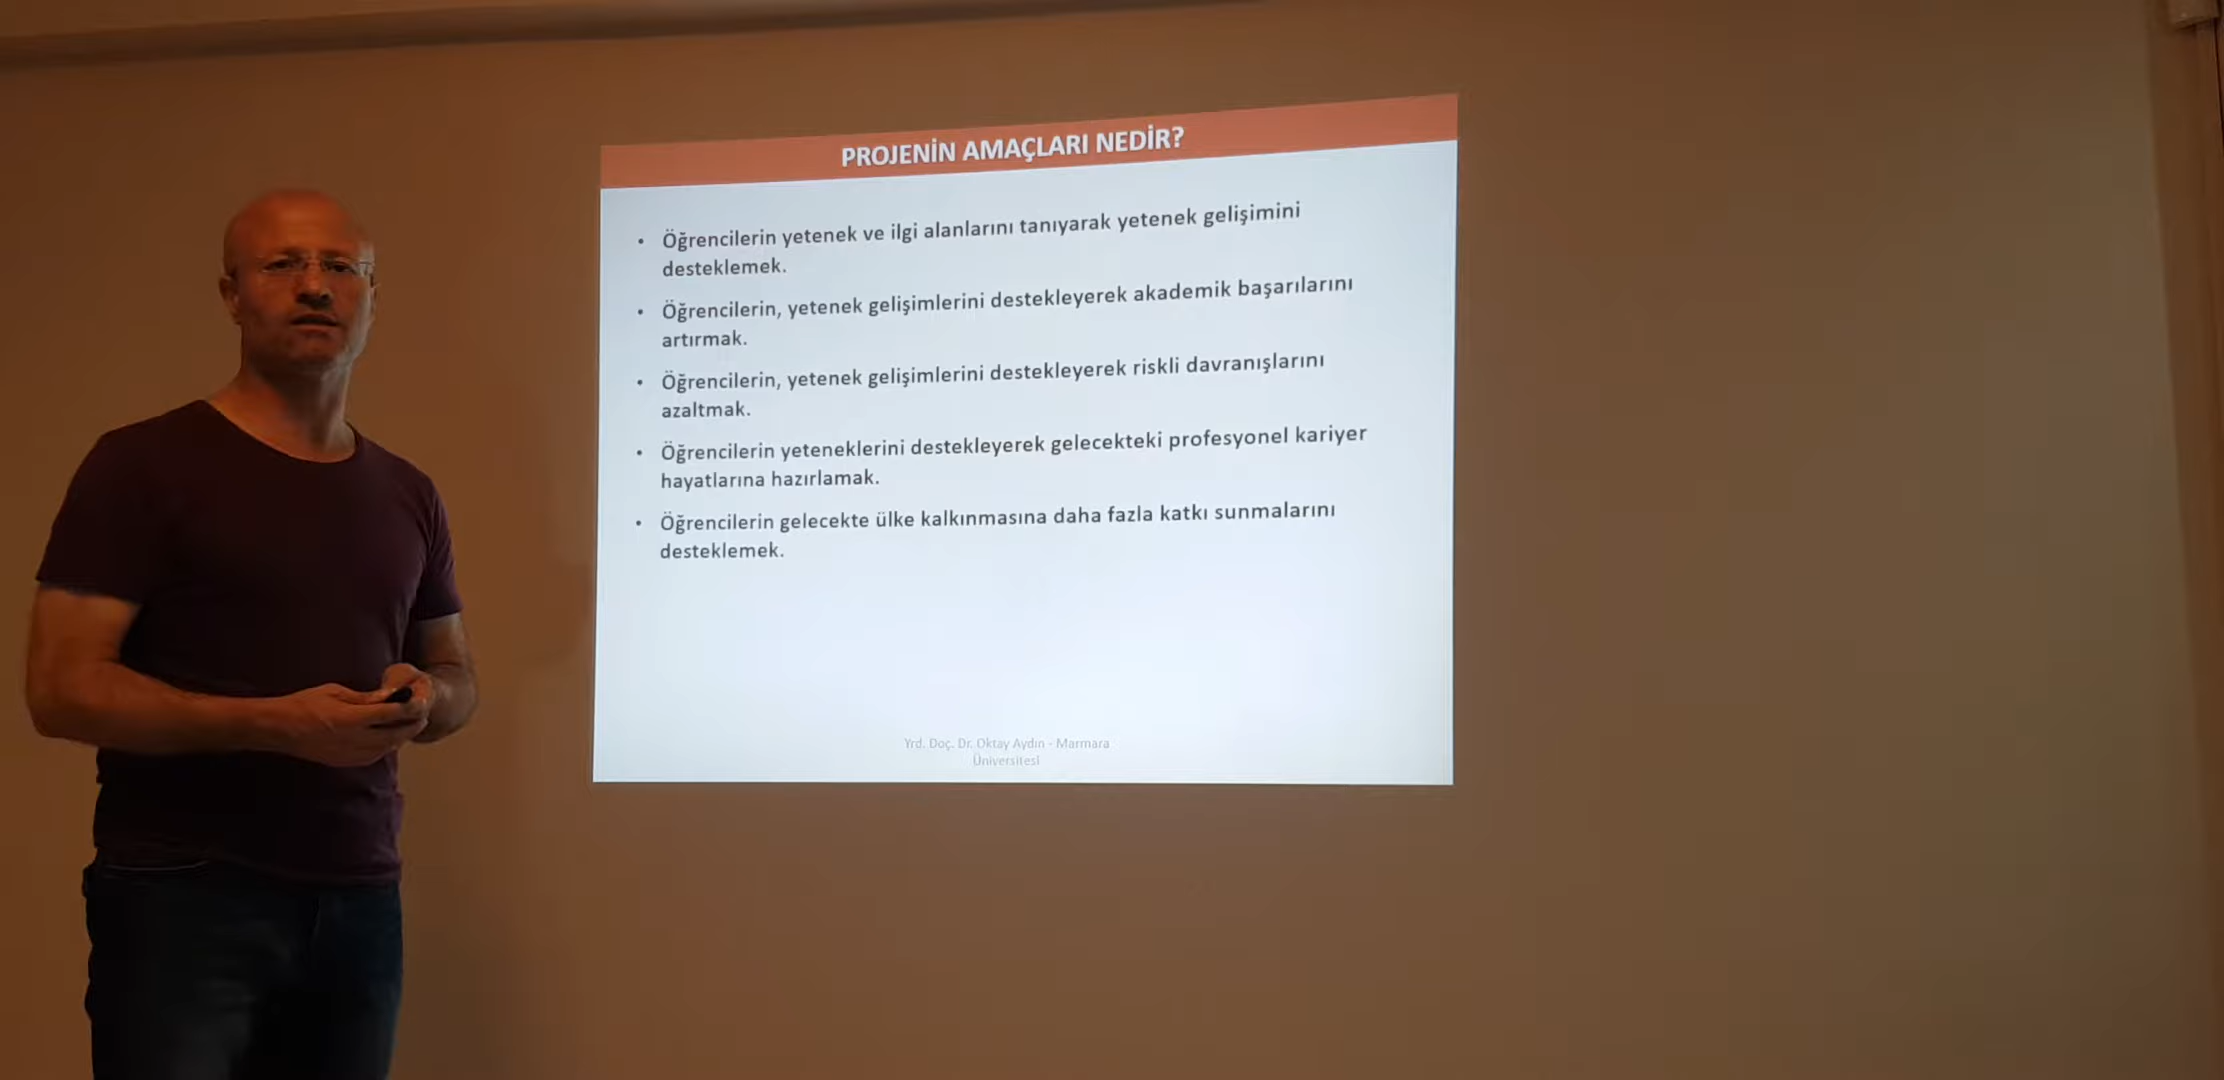 PROJENİN AMAÇLARI NEDİR?
• Öğrencilerin yetenek ve ilgi alanlarını tanıyarak yetenek gelişimini
desteklemek.
• Öğrencilerin, yetenek gelişimlerini destekleyerek akademik başarılarını
artırmak.
• Öğrencilerin, yetenek gelişimlerini destekleyerek riskli davranışlarını
azaltmak.
• Öğrencilerin yeteneklerini destekleyerek gelecekteki profesyonel kariyer
hayatlarına hazırlamak.
• Öğrencilerin gelecekte ülke kalkınmasına daha fazla katkı sunmalarını
desteklemek.
Yrd. Doç. Dr. Oktay Aydın - Marmara
Üniversitesi